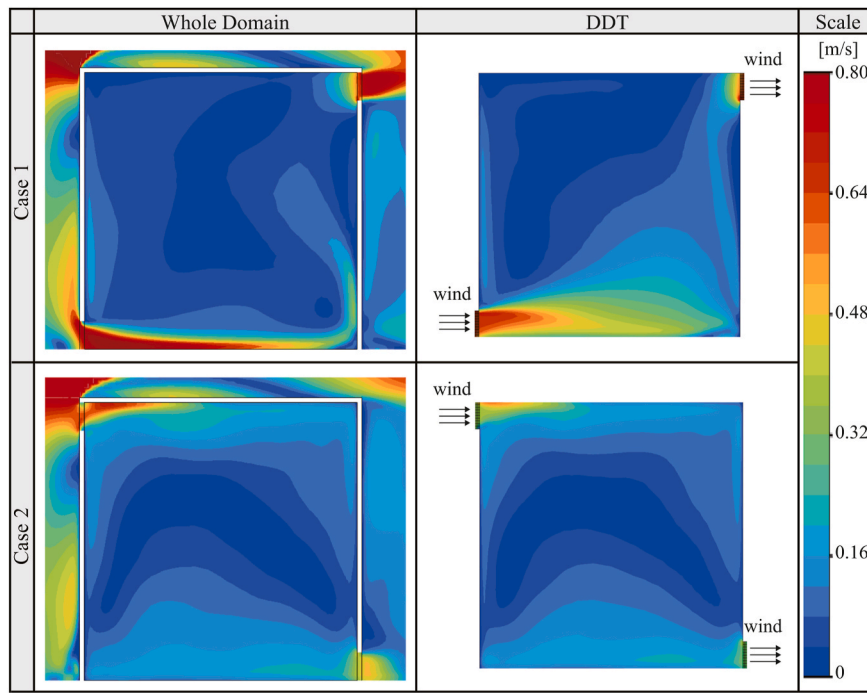 Whole Domain
DDT
Scale
[m/s]
Case 1
wind
wind
0.80
0.64
0.48
0.32
0.16
0
Case 2
wind
wind